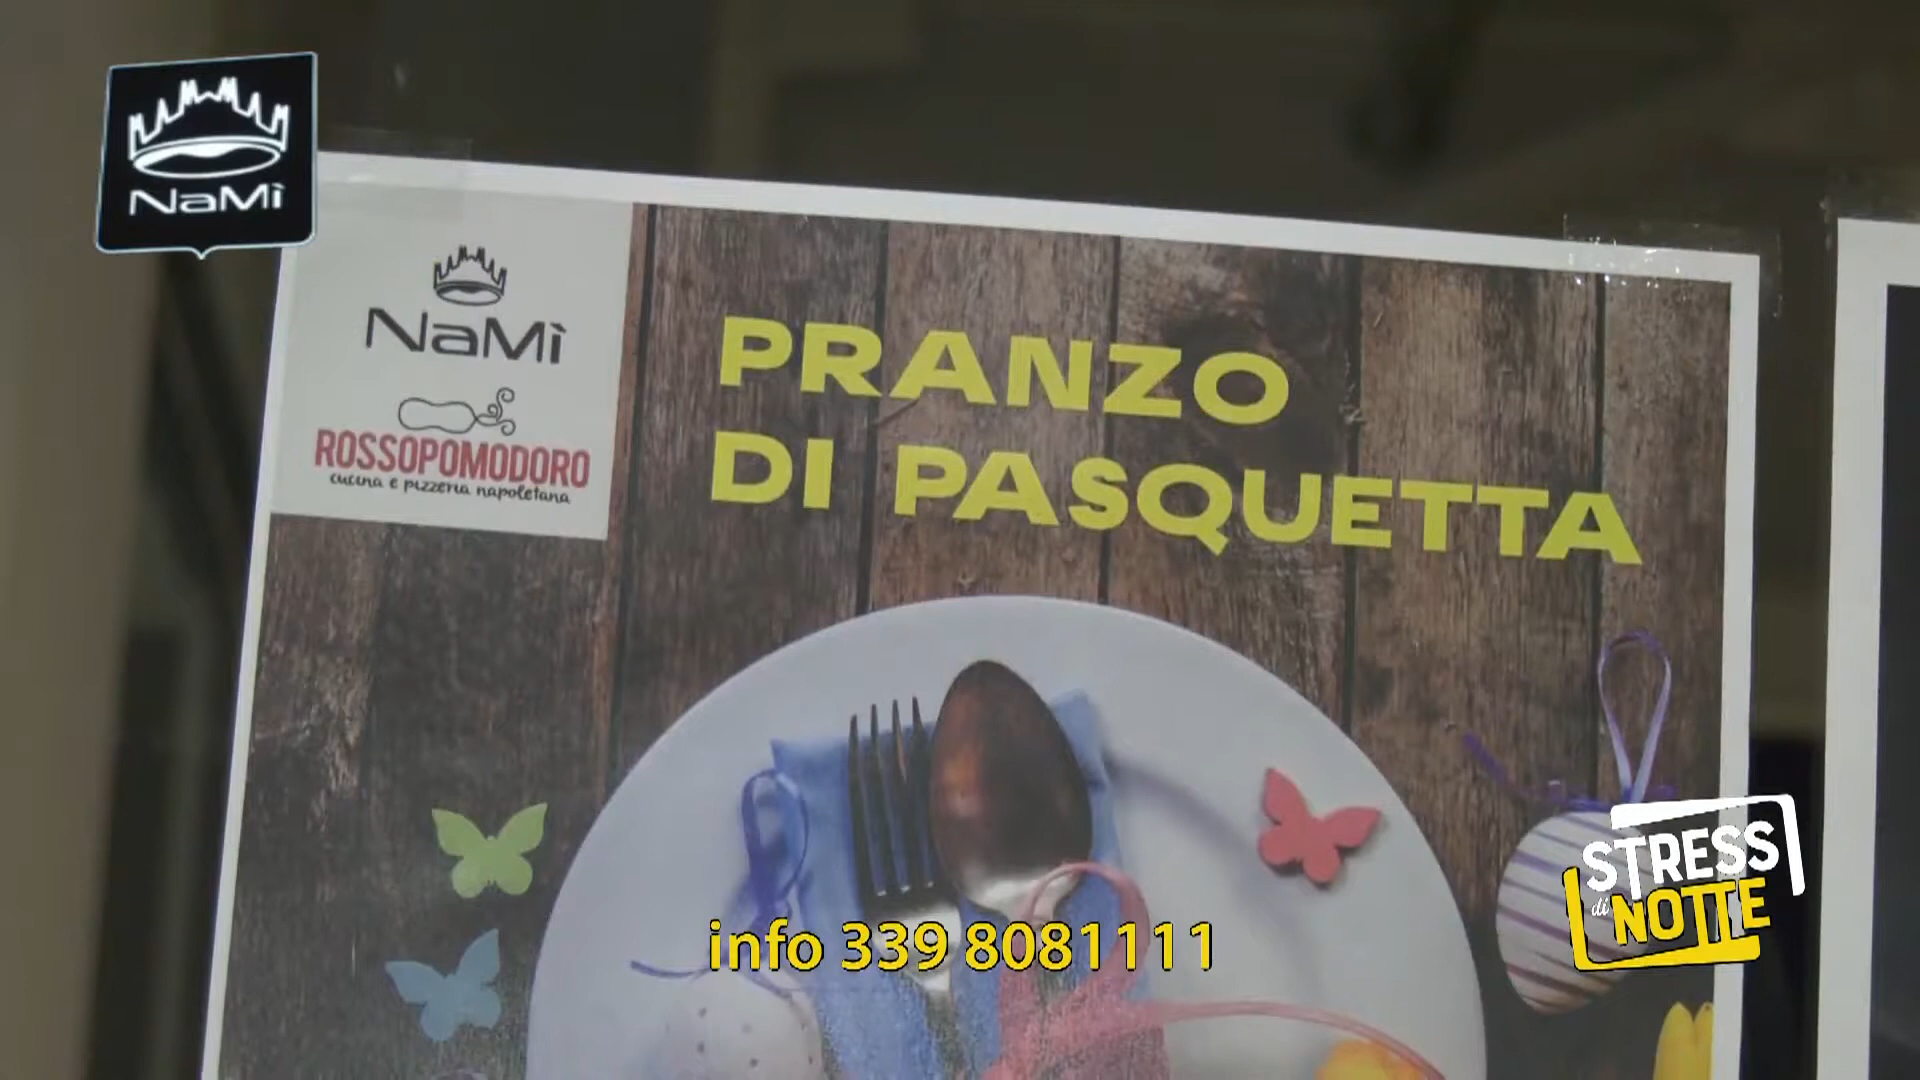 NaMì
NaMì
ROSSOPOMODORO
cucina e pizzeria napoletana
PRANZO
DI PASQUETTA
STRESS
di NOTTE
info 339 8081111